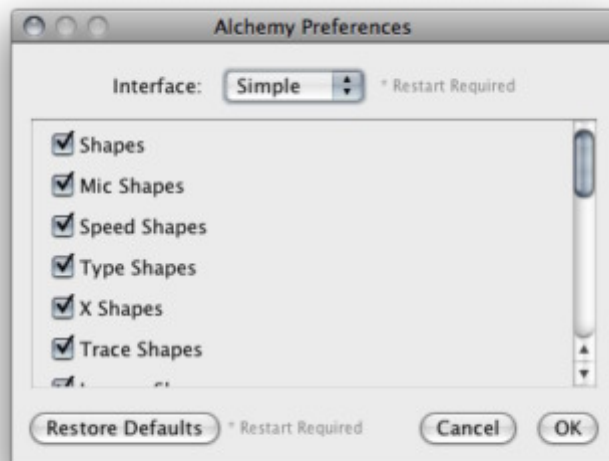 Alchemy Preferences
Interface: Simple * Restart Required
Shapes
Mic Shapes
Speed Shapes
Type Shapes
X Shapes
Trace Shapes
Restore Defaults * Restart Required Cancel OK